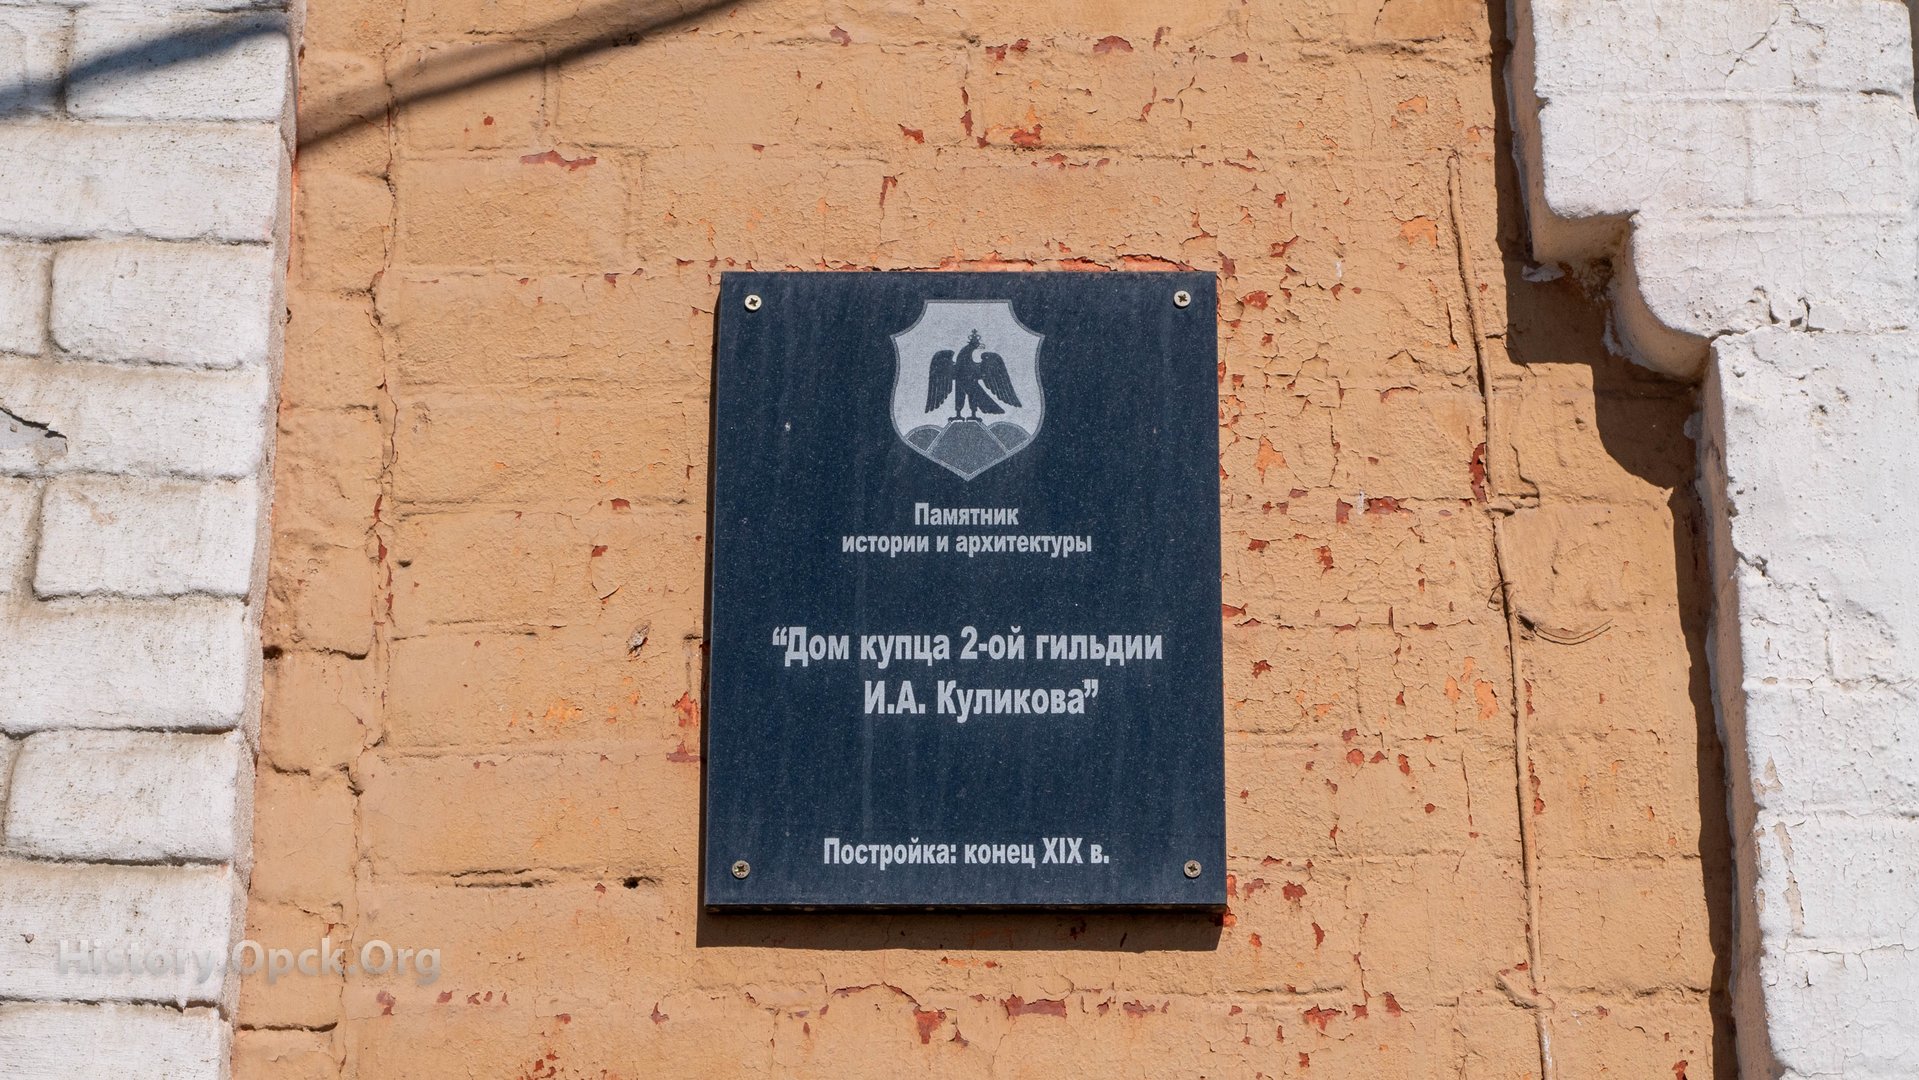 Памятник
истории и архитектуры
“Дом купца 2-ой гильдии
И.А. Куликова”
Постройка: конец XIX в.
History.Opck.Org